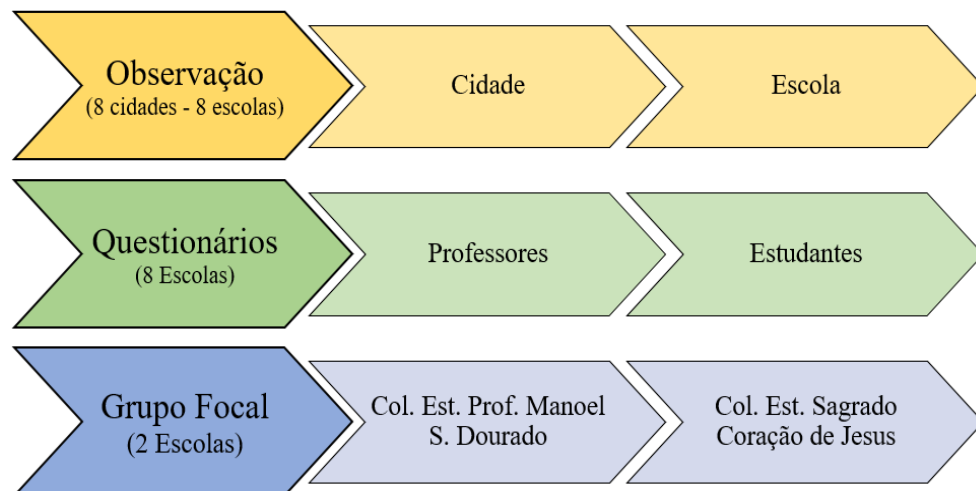 Observação
(8 cidades - 8 escolas)
Cidade
Escola
Questionários
(8 Escolas)
Professores
Estudantes
Grupo Focal
(2 Escolas)
Col. Est. Prof. Manoel
S. Dourado
Col. Est. Sagrado
Coração de Jesus